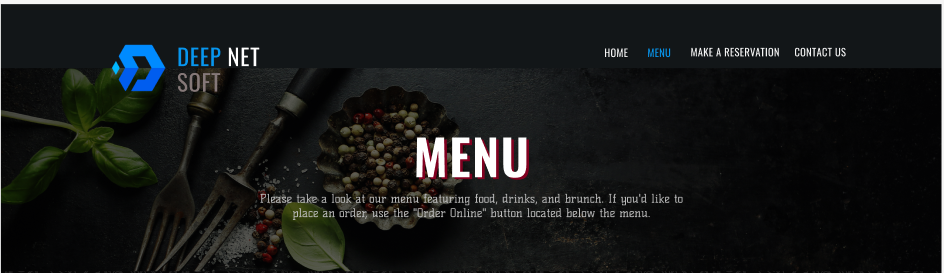 DEEP NET
SOFT
HOME MENU MAKE A RESERVATION CONTACT US
MENU
Please take a look at our menu featuring food, drinks, and brunch. If you'd like to
place an order, use the "Order Online" button located below the menu.